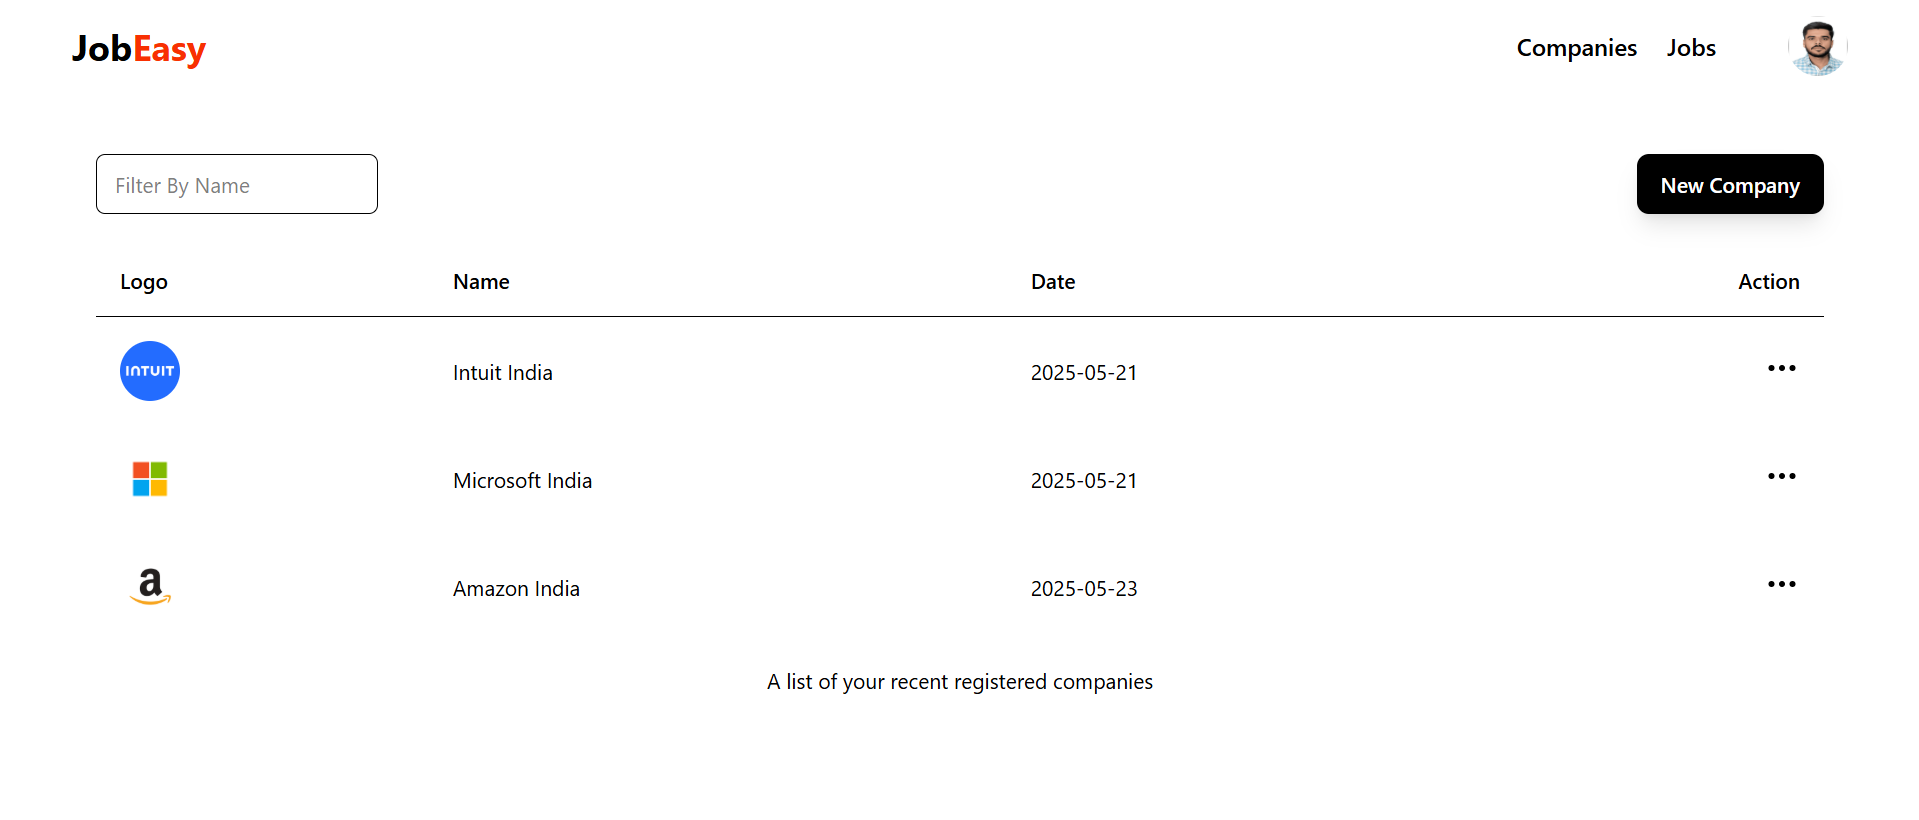 JobEasy
Companies Jobs
Filter By Name
New Company
Logo Name Date Action
INTUIT Intuit India 2025-05-21
Microsoft India 2025-05-21
a Amazon India 2025-05-23
A list of your recent registered companies